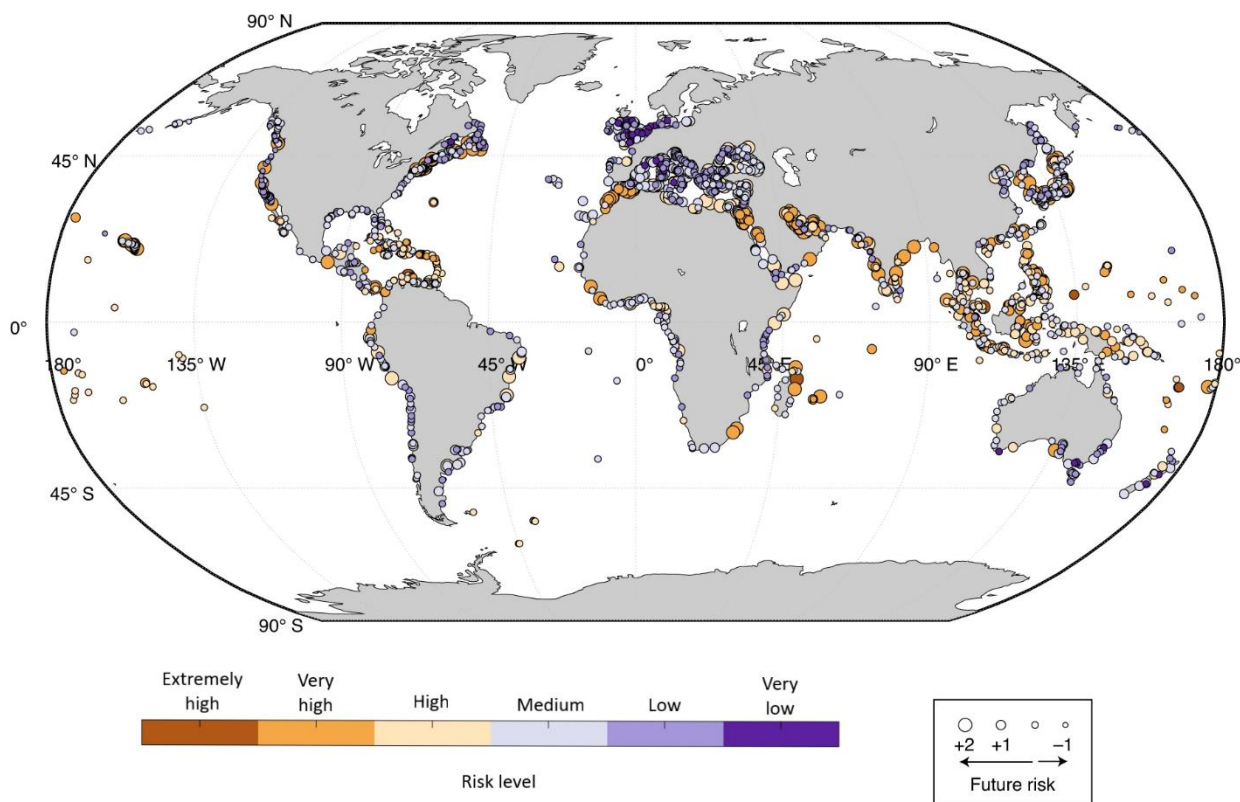 90° N
45° N
0°
180°
135° W
90° W
45° W
0°
45° E
90 E
135° E
180°
45° S
90° S
Extremely high
Very high
High
Medium
Low
Very low
Risk level
+2 +1 −1
Future risk